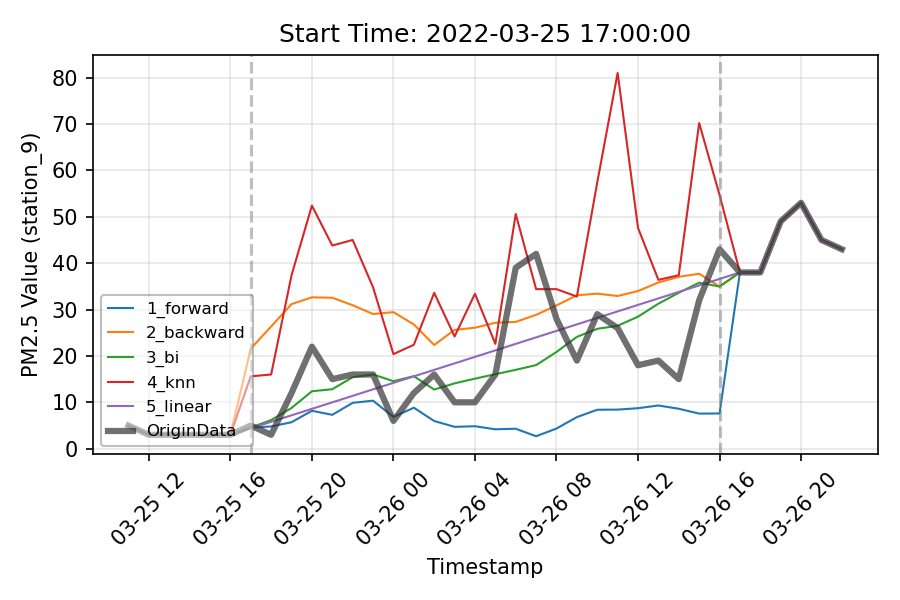 Start Time: 2022-03-25 17:00:00
PM2.5 Value (station_9)
80
70
60
50
40
30
20
10
0
1_forward
2_backward
3_bi
4_knn
5_linear
OriginData
03-25 12
03-25 16
03-25 20
03-26 00
03-26 04
03-26 08
03-26 12
03-26 16
03-26 20
Timestamp